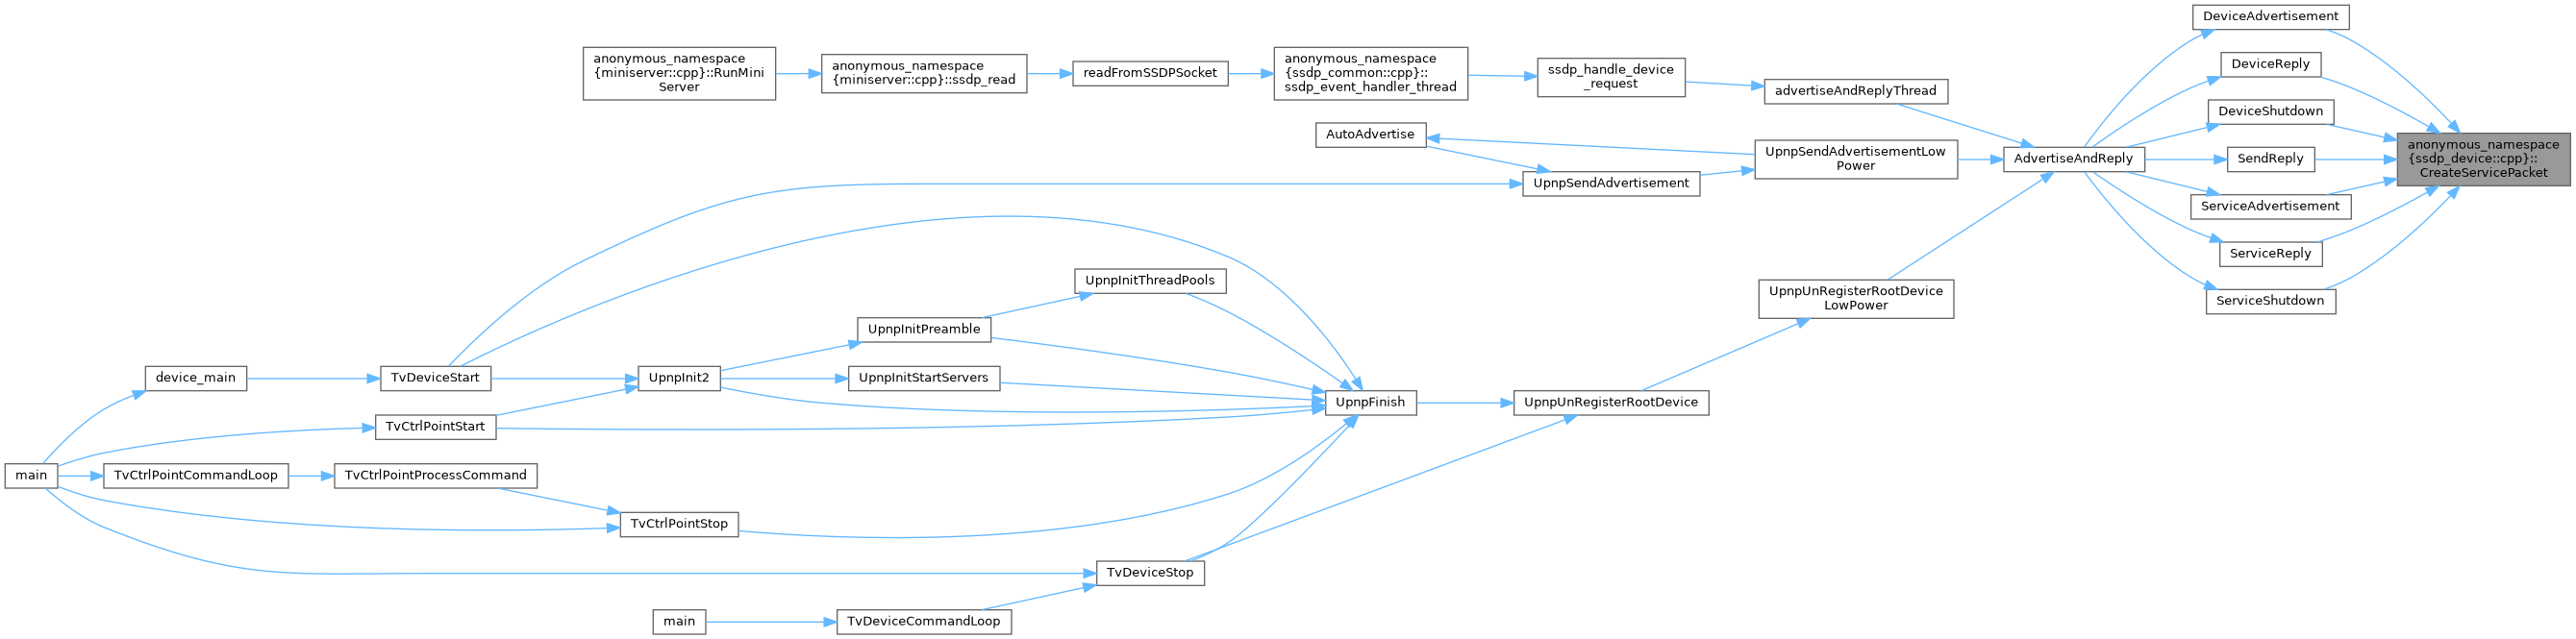 DeviceAdvertisement
anonymous_namespace
{miniserver::cpp}::RunMini
Server
anonymous_namespace
{miniserver::cpp}::ssdp_read
readFromSSDPSocket
anonymous_namespace
{ssdp_common::cpp}::
ssdp_event_handler_thread
ssdp_handle_device
_request
advertiseAndReplyThread
DeviceReply
DeviceShutdown
AutoAdvertise
UpnpSendAdvertisementLow
Power
AdvertiseAndReply
SendReply
anonymous_namespace
{ssdp_device::cpp}::
CreateServicePacket
UpnpSendAdvertisement
ServiceAdvertisement
ServiceReply
UpnpInitThreadPools
UpnpUnRegisterRootDevice
LowPower
ServiceShutdown
UpnpInitPreamble
device_main
TvDeviceStart
UpnpInit2
UpnpInitStartServers
UpnpFinish
UpnpUnRegisterRootDevice
TvCtrlPointStart
main
TvCtrlPointCommandLoop
TvCtrlPointProcessCommand
TvCtrlPointStop
TvDeviceStop
main
TvDeviceCommandLoop